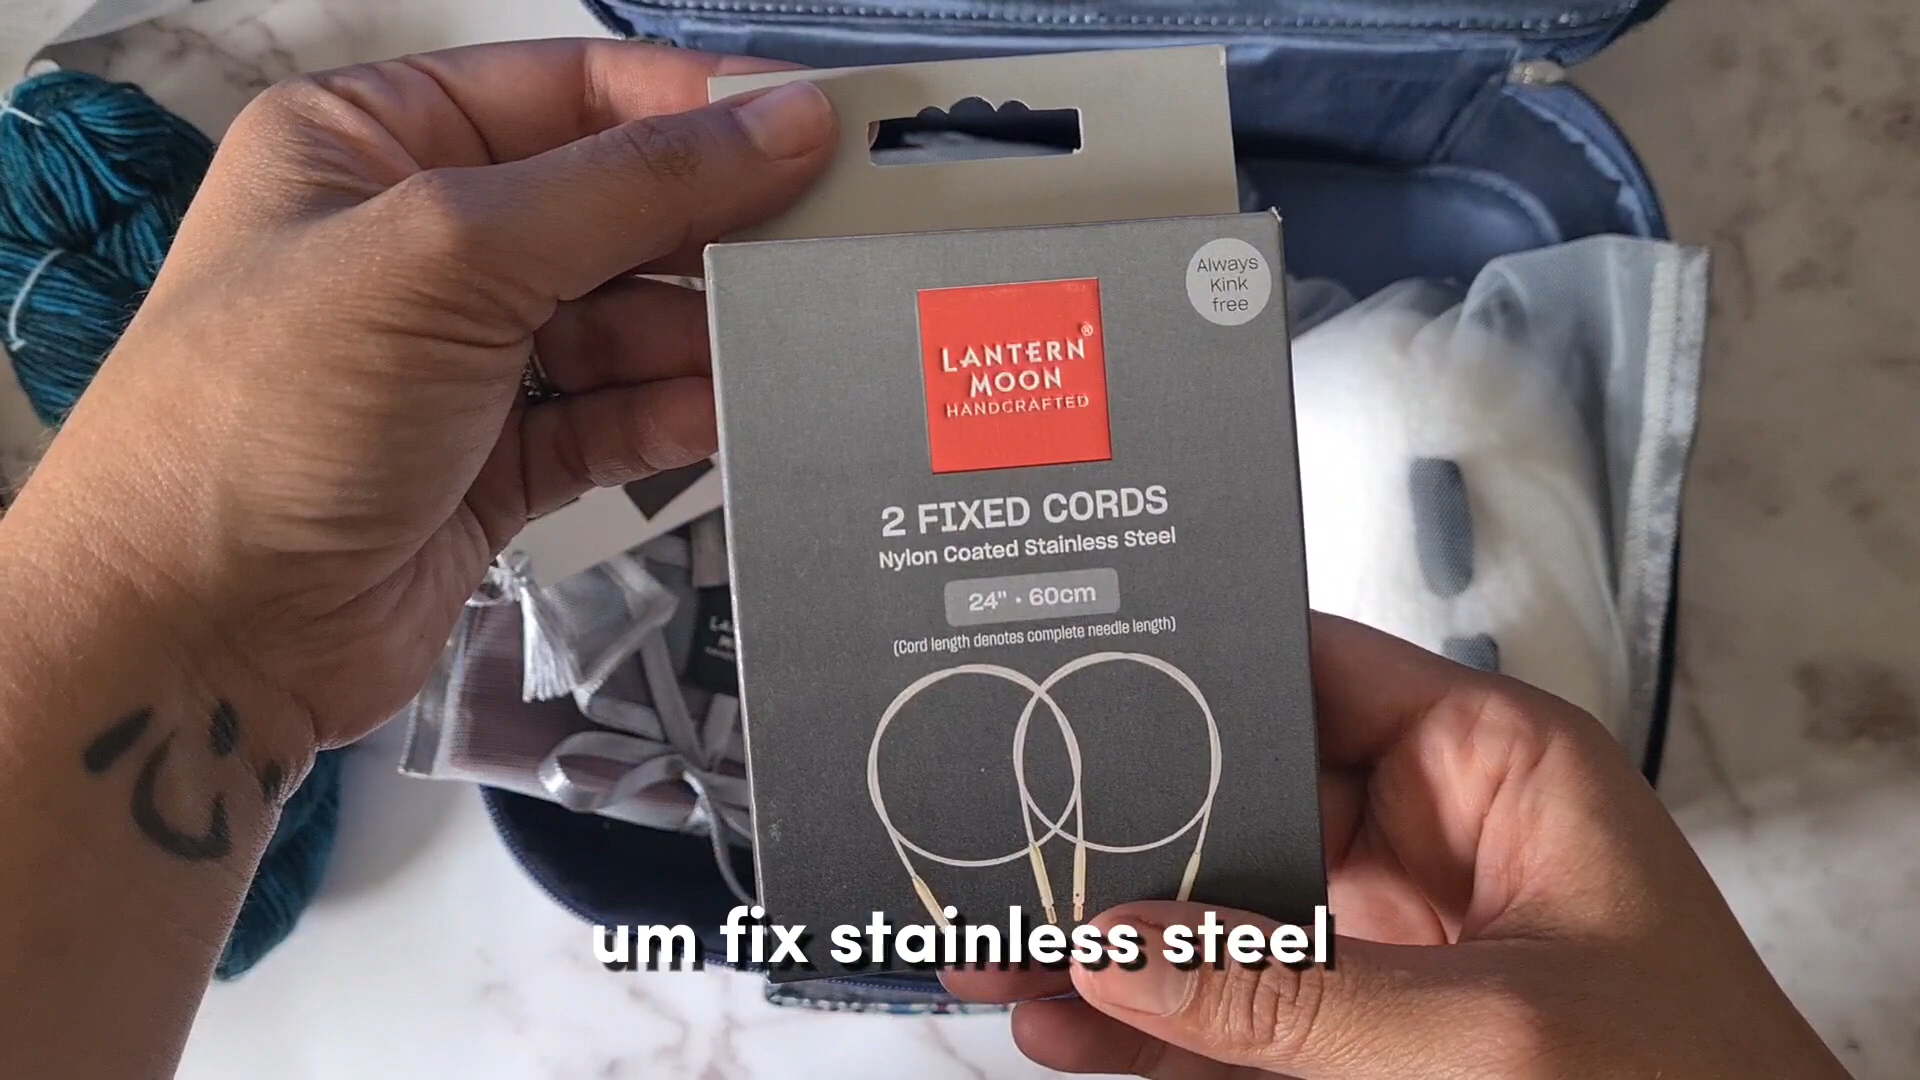 Always
Kink
free
LANTERN®
MOON
HANDCRAFTED
2 FIXED CORDS
Nylon Coated Stainless Steel
24" • 60cm
(Cord length denotes complete needle length)
um fix stainless steel